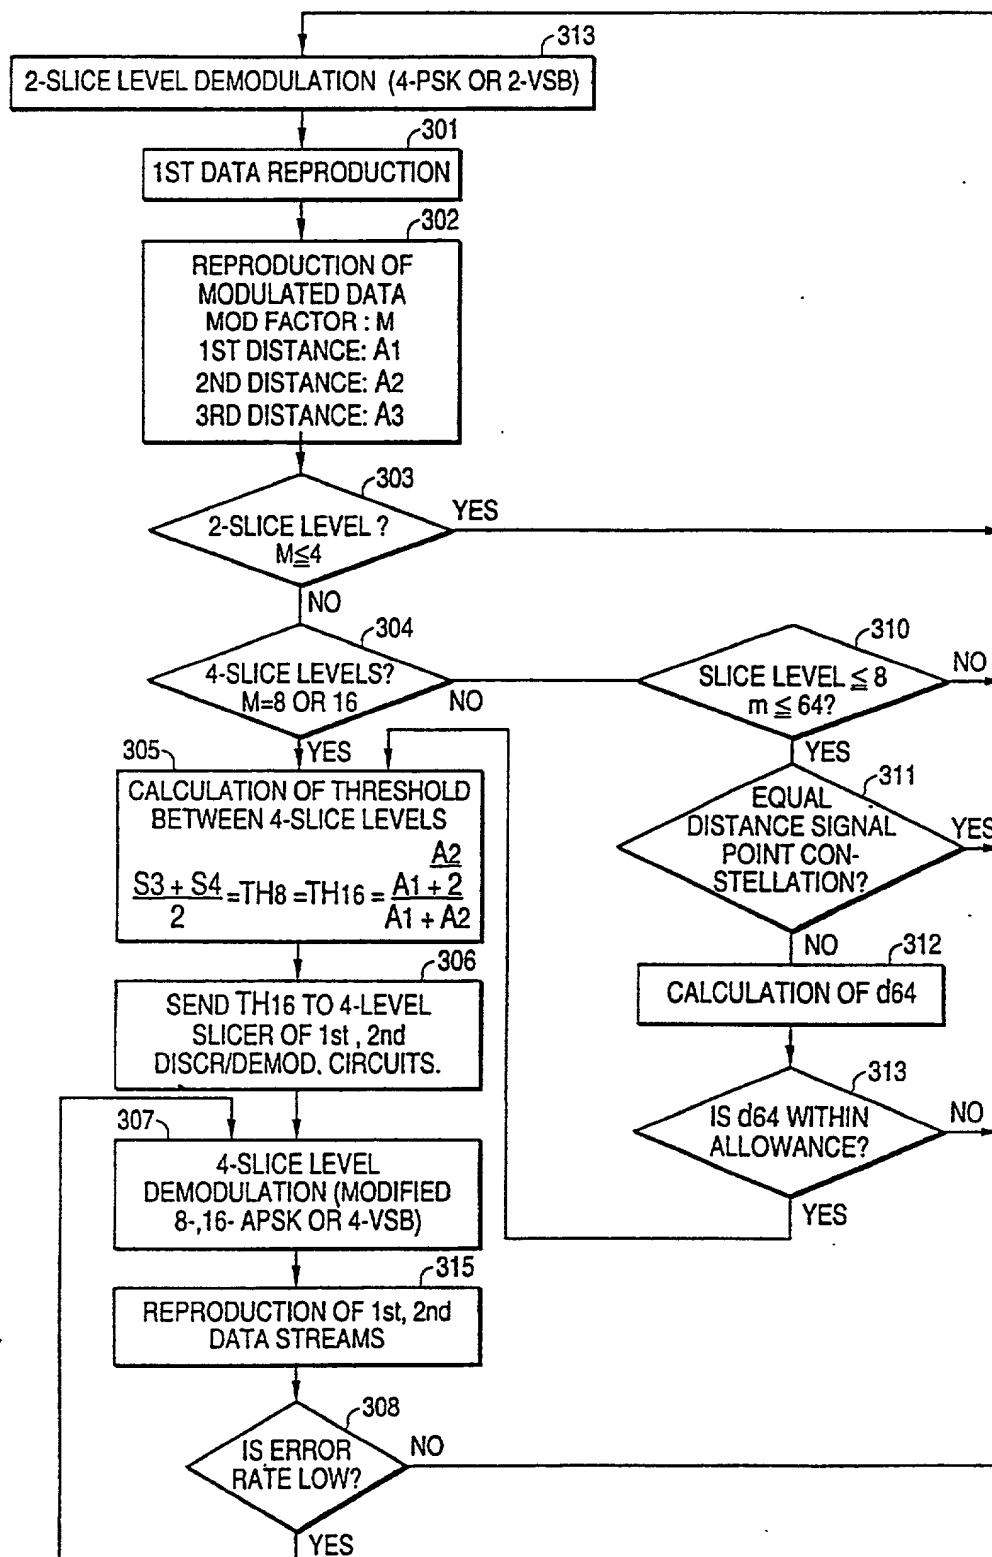 313
2-SLICE LEVEL DEMODULATION (4-PSK OR 2-VSB)
301
1ST DATA REPRODUCTION
302
REPRODUCTION OF
MODULATED DATA
MOD FACTOR : M
1ST DISTANCE: A1
2ND DISTANCE: A2
3RD DISTANCE: A3
303
2-SLICE LEVEL ?
M≦4
YES
NO
304
4-SLICE LEVELS?
M=8 OR 16
NO
YES
310
SLICE LEVEL ≦ 8
m ≦ 64?
NO
YES
305
CALCULATION OF THRESHOLD
BETWEEN 4-SLICE LEVELS
S3 + S4 / 2 = TH8 = TH16 = A1 + A2/2 / A1 + A2
311
EQUAL
DISTANCE SIGNAL
POINT CON-
STELLATION?
YES
NO
306
SEND TH16 TO 4-LEVEL
SLICER OF 1st , 2nd
DISCR/DEMOD. CIRCUITS.
312
CALCULATION OF d64
313
IS d64 WITHIN
ALLOWANCE?
NO
YES
307
4-SLICE LEVEL
DEMODULATION (MODIFIED
8-,16- APSK OR 4-VSB)
315
REPRODUCTION OF 1st, 2nd
DATA STREAMS
308
IS ERROR
RATE LOW?
NO
YES